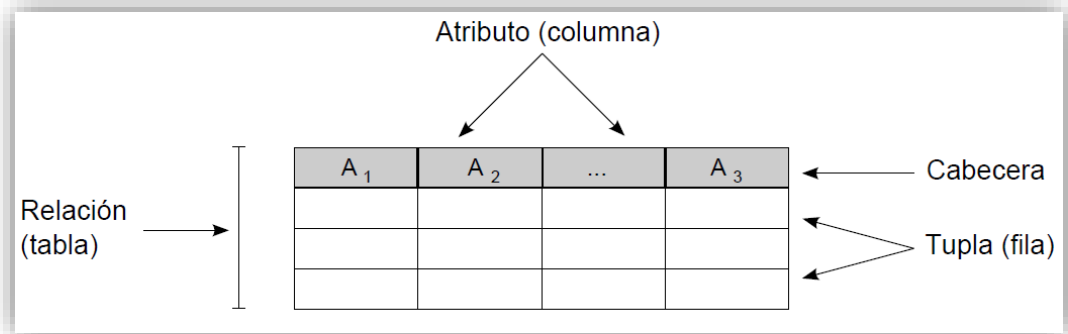 Atributo (columna)
A 1 A 2 ... A 3
Cabecera
Relación
(tabla)
Tupla (fila)